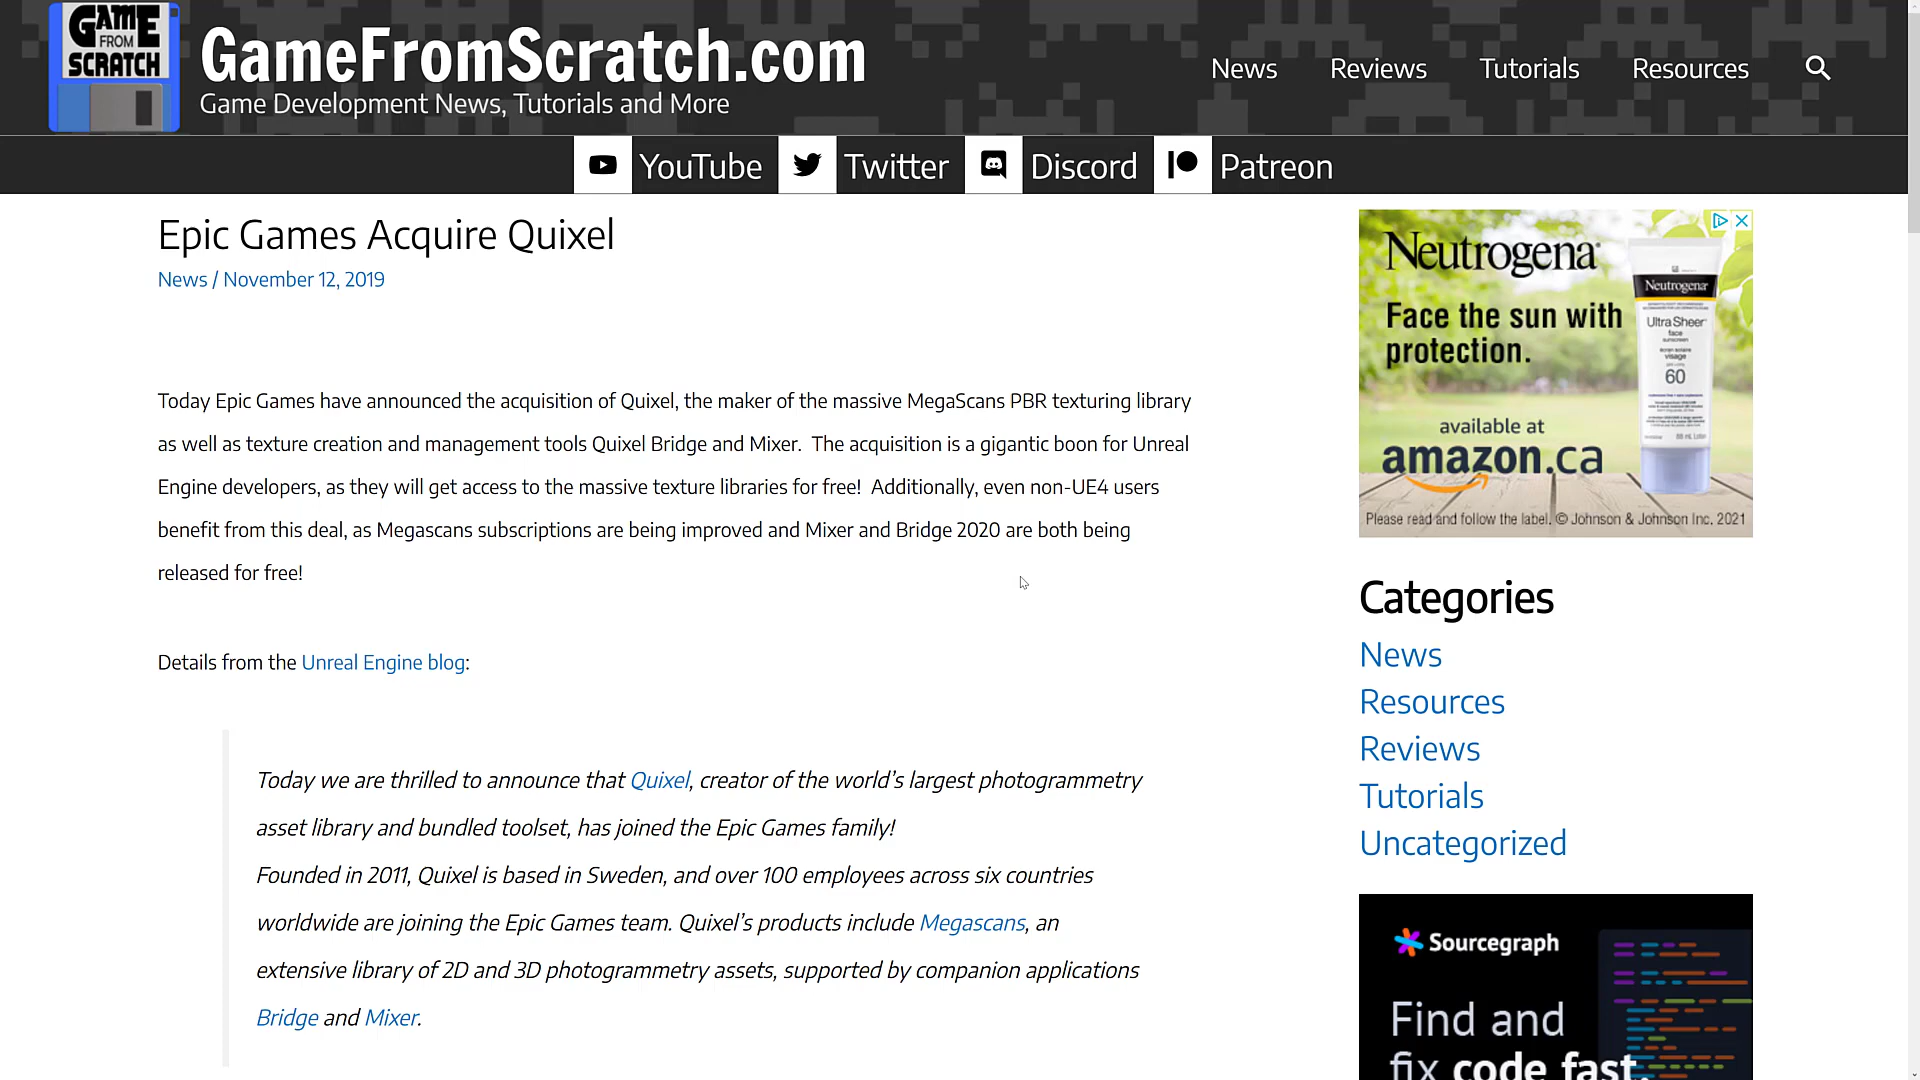 GAME
FROM
SCRATCH
GameFromScratch.com
Game Development News, Tutorials and More
News Reviews Tutorials Resources
YouTube Twitter Discord Patreon
Epic Games Acquire Quixel
News / November 12, 2019
Today Epic Games have announced the acquisition of Quixel, the maker of the massive MegaScans PBR texturing library
as well as texture creation and management tools Quixel Bridge and Mixer.  The acquisition is a gigantic boon for Unreal
Engine developers, as they will get access to the massive texture libraries for free!  Additionally, even non-UE4 users
benefit from this deal, as Megascans subscriptions are being improved and Mixer and Bridge 2020 are both being
released for free!
Details from the Unreal Engine blog:
Today we are thrilled to announce that Quixel, creator of the world’s largest photogrammetry
asset library and bundled toolset, has joined the Epic Games family!
Founded in 2011, Quixel is based in Sweden, and over 100 employees across six countries
worldwide are joining the Epic Games team. Quixel’s products include Megascans, an
extensive library of 2D and 3D photogrammetry assets, supported by companion applications
Bridge and Mixer.
Neutrogena®
Face the sun with
protection.
available at
amazon.ca
Neutrogena
Ultra Sheer
face
sunscreen
visage
60
Please read and follow the label. © Johnson & Johnson Inc. 2021
Categories
News
Resources
Reviews
Tutorials
Uncategorized
Sourcegraph
Find and
fix code fast.